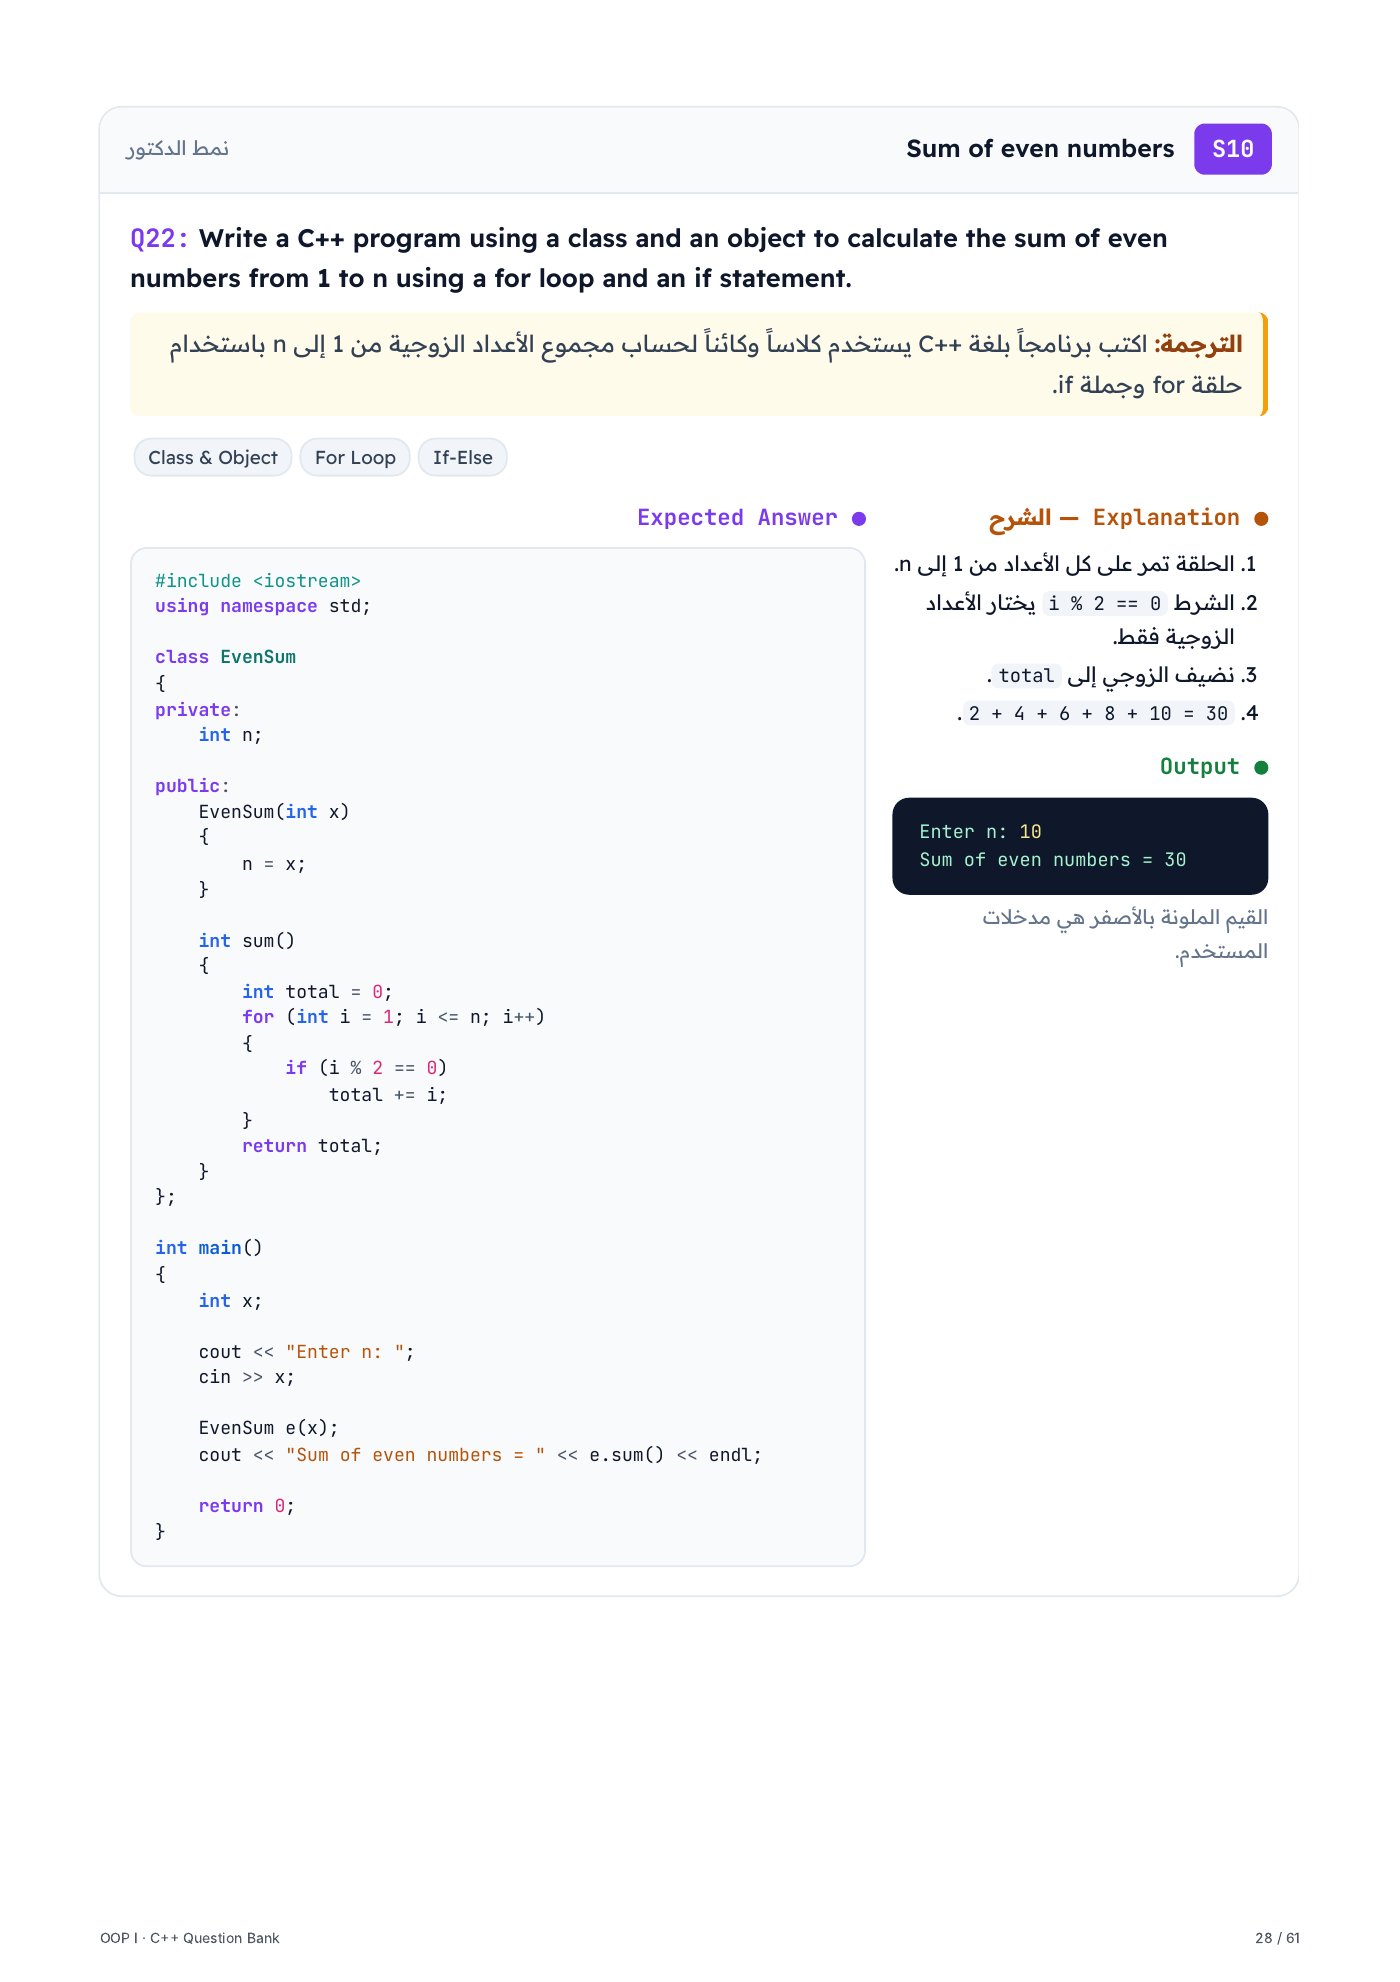 S10 Sum of even numbers نمط الدكتور
Q22: Write a C++ program using a class and an object to calculate the sum of even
numbers from 1 to n using a for loop and an if statement.
الترجمة: اكتب برنامجاً بلغة C++ يستخدم كلاساً وكائناً لحساب مجموع الأعداد الزوجية من 1 إلى n باستخدام
حلقة for وجملة if.
Class & Object For Loop If-Else
Explanation — الشرح
1. الحلقة تمر على كل الأعداد من 1 إلى n.
2. الشرط i % 2 == 0 يختار الأعداد
الزوجية فقط.
3. نضيف الزوجي إلى total.
4. 2 + 4 + 6 + 8 + 10 = 30.
Output
Enter n: 10
Sum of even numbers = 30
القيم الملونة بالأصفر هي مدخلات
المستخدم.
Expected Answer
#include <iostream>
using namespace std;
class EvenSum
{
private:
    int n;
public:
    EvenSum(int x)
    {
        n = x;
    }
    int sum()
    {
        int total = 0;
        for (int i = 1; i <= n; i++)
        {
            if (i % 2 == 0)
                total += i;
        }
        return total;
    }
};
int main()
{
    int x;
    cout << "Enter n: ";
    cin >> x;
    EvenSum e(x);
    cout << "Sum of even numbers = " << e.sum() << endl;
    return 0;
}
OOP I · C++ Question Bank 28 / 61